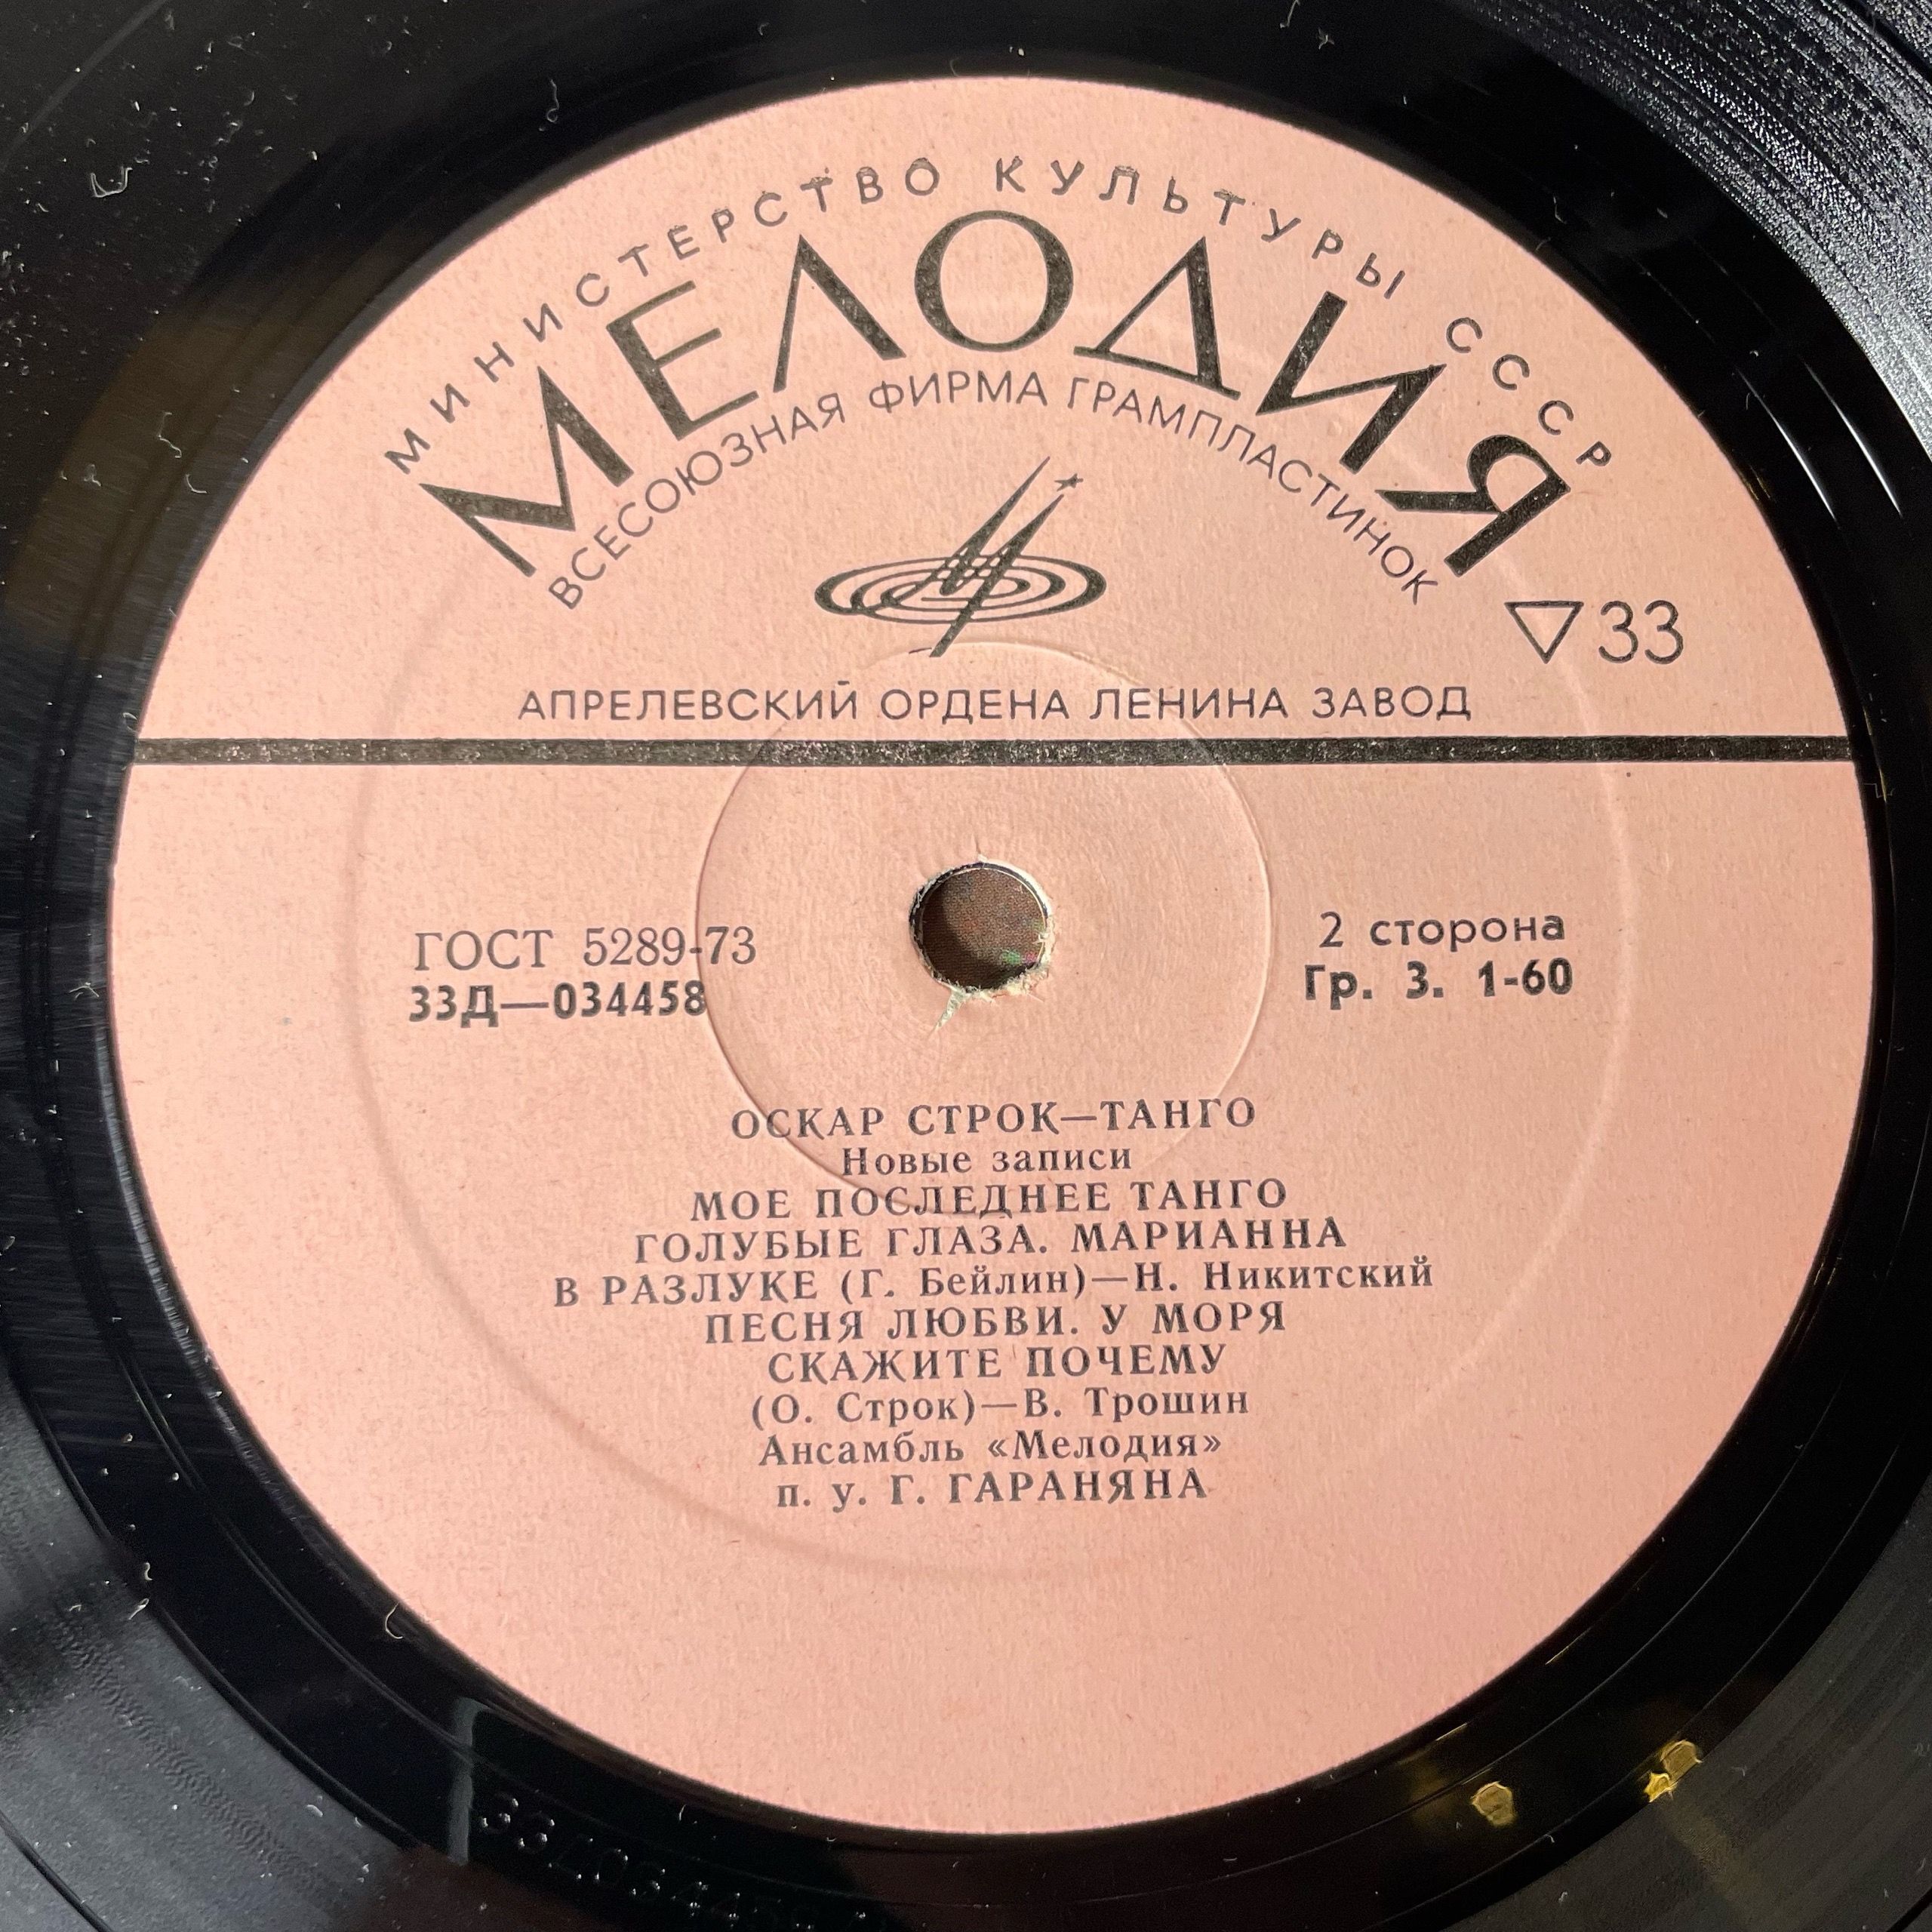 МИНИСТЕРСТВО КУЛЬТУРЫ СССР
МЕЛОДИЯ
ВСЕСОЮЗНАЯ ФИРМА ГРАМПЛАСТИНОК
33
АПРЕЛЕВСКИЙ ОРДЕНА ЛЕНИНА ЗАВОД
ГОСТ 5289-73
33Д—034458
2 сторона
Гр. 3. 1-60
ОСКАР СТРОК—ТАНГО
Новые записи
МОЕ ПОСЛЕДНЕЕ ТАНГО
ГОЛУБЫЕ ГЛАЗА. МАРИАННА
В РАЗЛУКЕ (Г. Бейлин)—Н. Никитский
ПЕСНЯ ЛЮБВИ. У МОРЯ
СКАЖИТЕ ПОЧЕМУ
(О. Строк)—В. Трошин
Ансамбль «Мелодия»
п. у. Г. ГАРАНЯНА